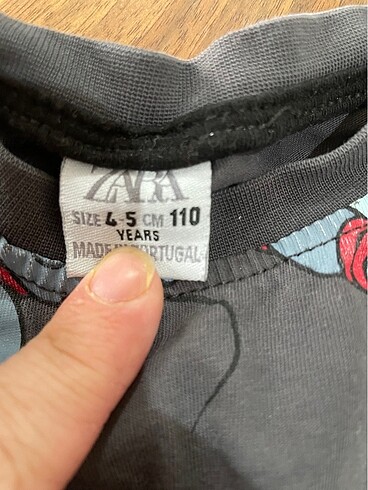 ZARA
SIZE 4-5 CM 110
YEARS
MADE IN PORTUGAL